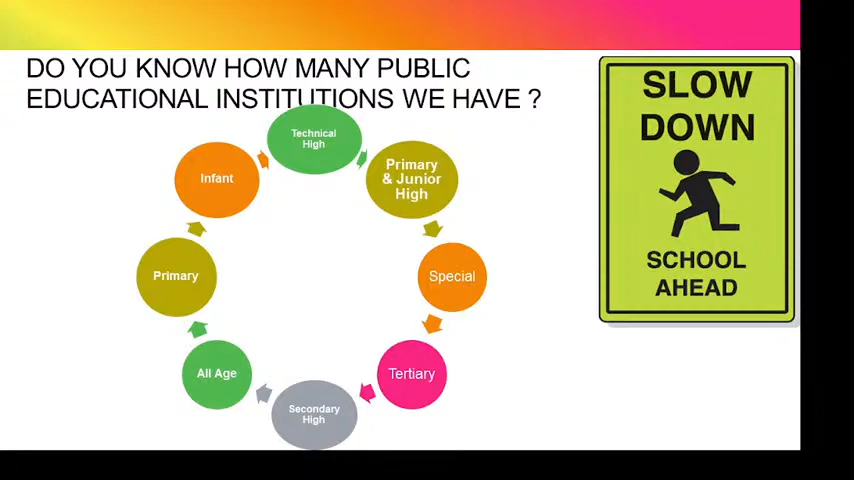 DO YOU KNOW HOW MANY PUBLIC
EDUCATIONAL INSTITUTIONS WE HAVE ?
Technical
High
Primary
& Junior
High
Special
Tertiary
Secondary
High
All Age
Primary
Infant
SLOW
DOWN
SCHOOL
AHEAD